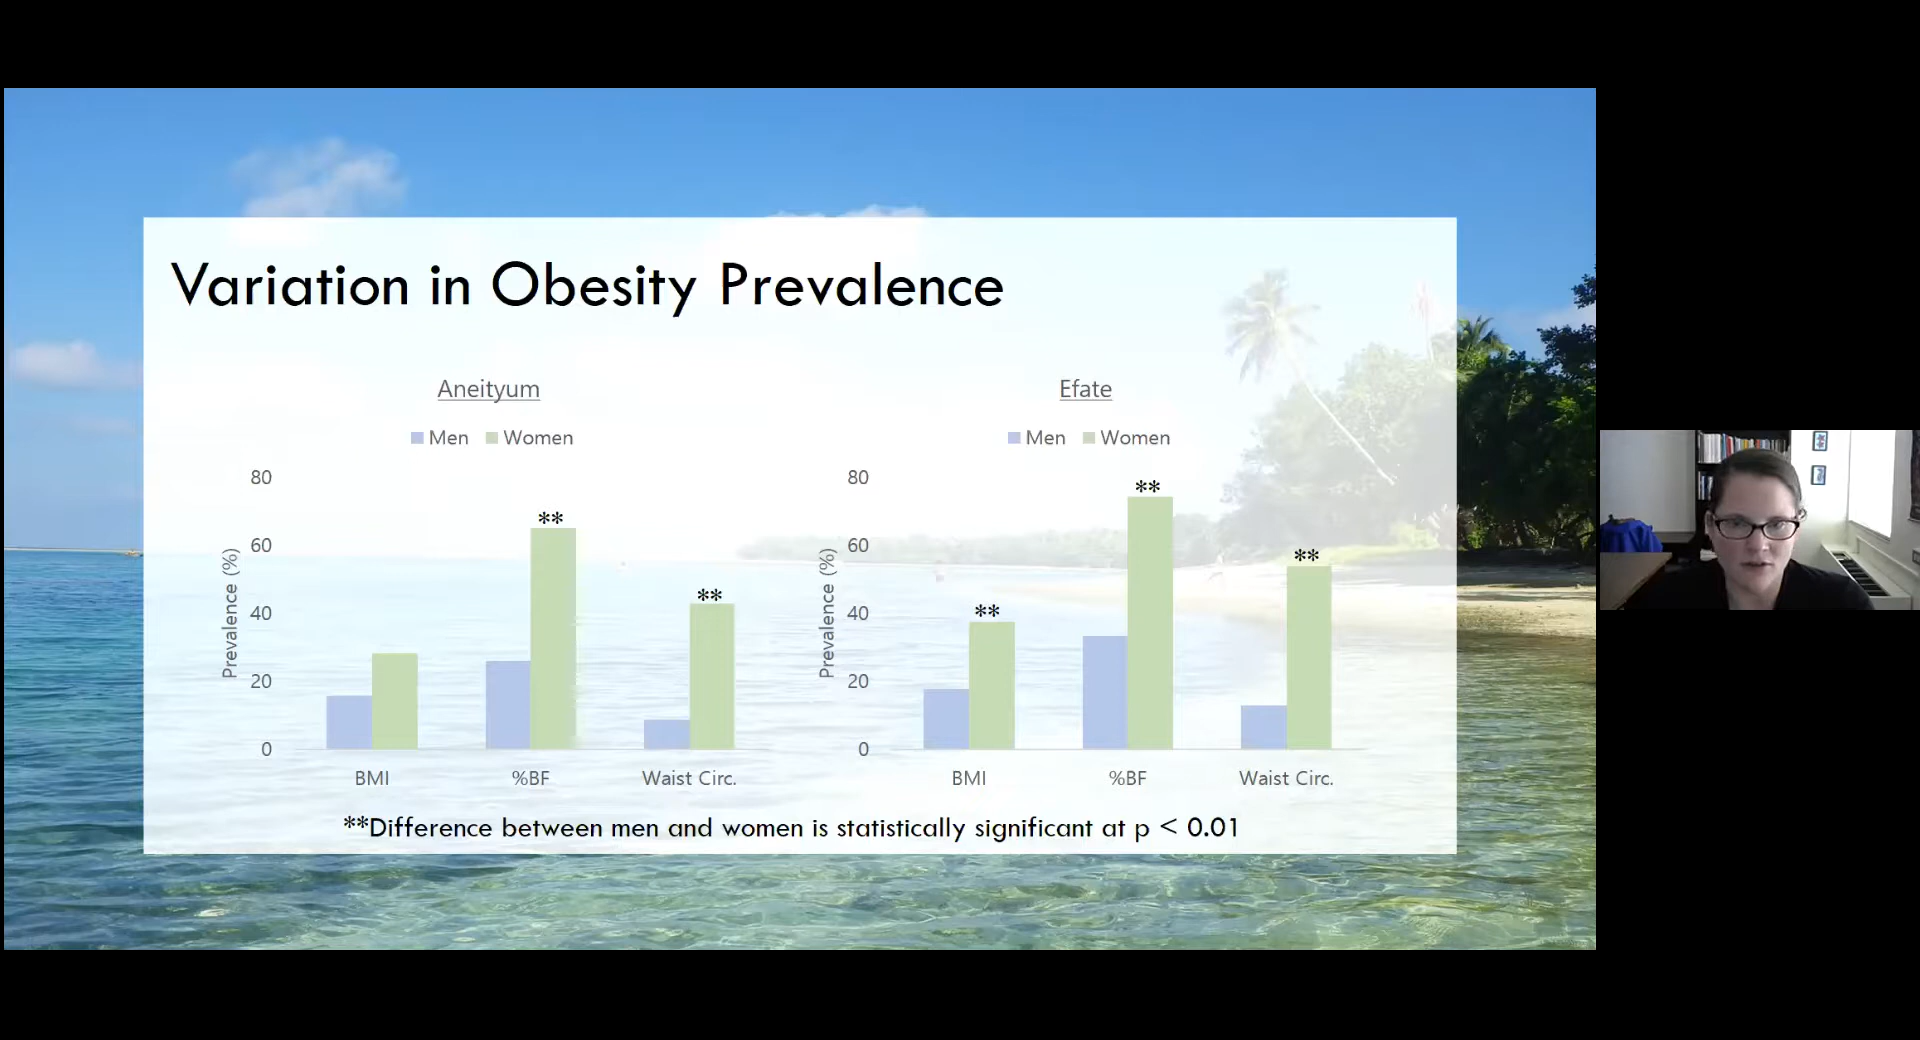 Variation in Obesity Prevalence
Aneityum
Men Women
80
60
40
20
0
Prevalence (%)
**
**
BMI %BF Waist Circ.
Efate
Men Women
80
60
40
20
0
Prevalence (%)
**
**
**
BMI %BF Waist Circ.
**Difference between men and women is statistically significant at p < 0.01